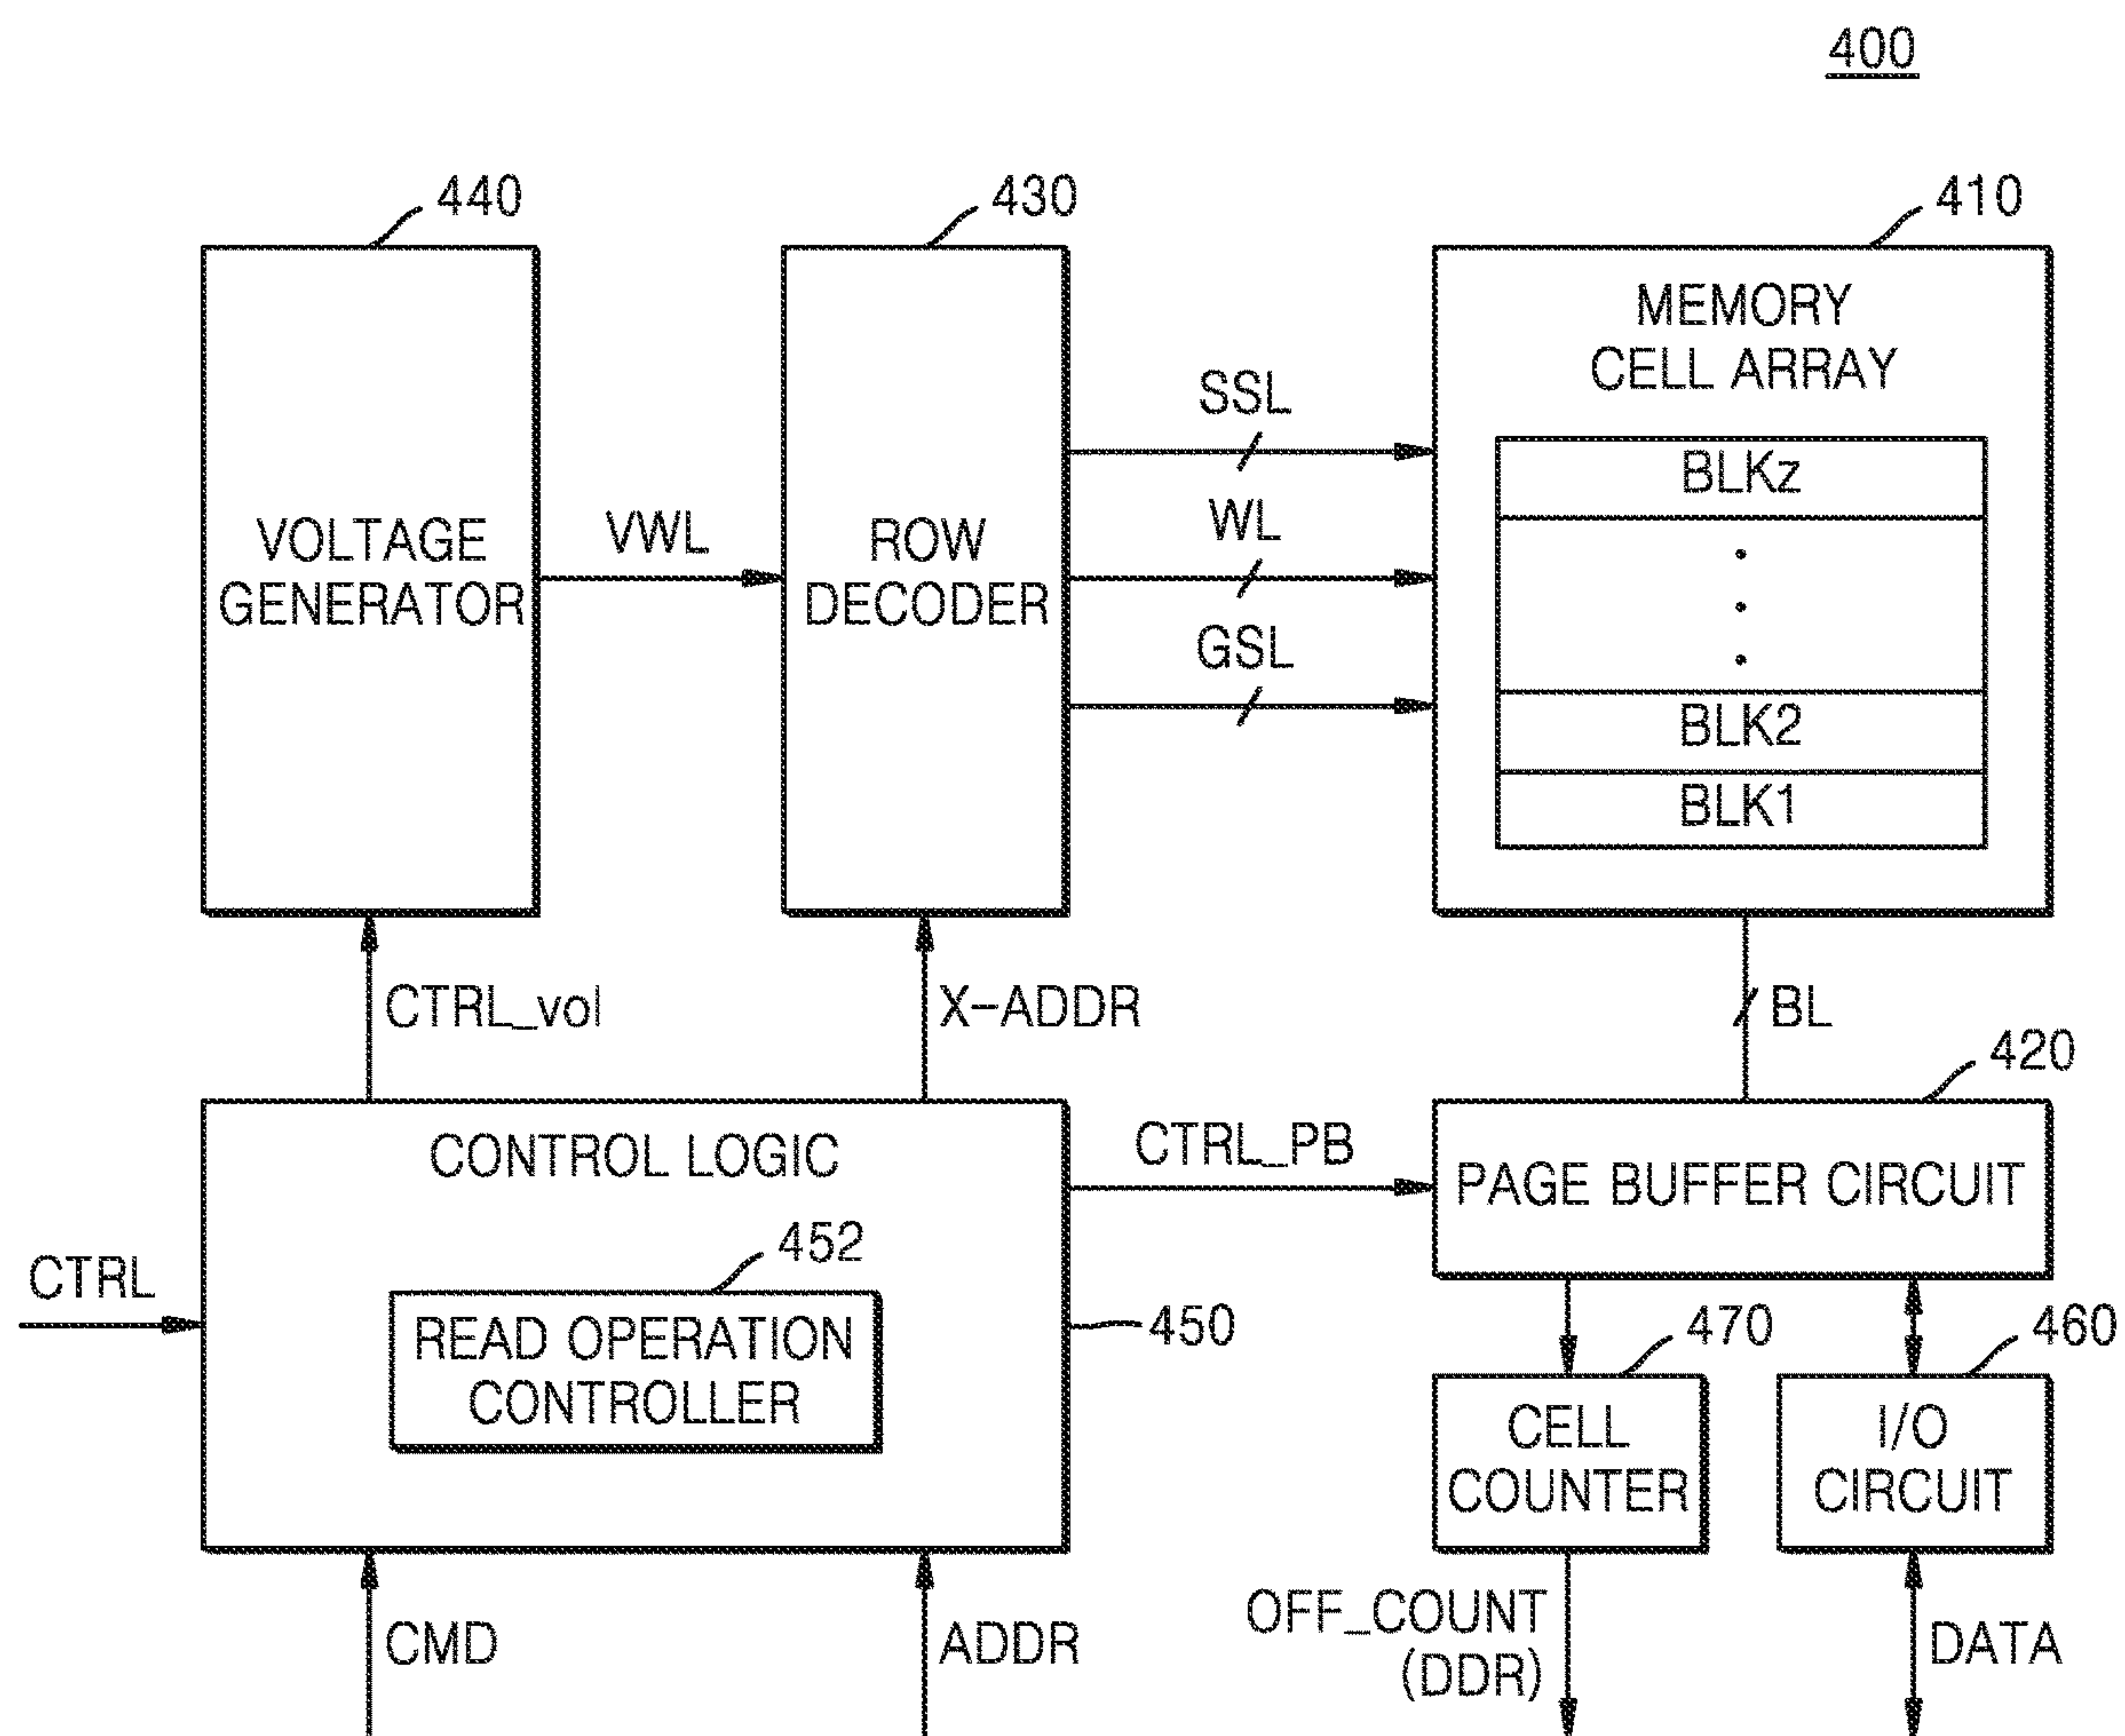 400
440
430
410
VOLTAGE
GENERATOR
VWL
ROW
DECODER
SSL
WL
GSL
MEMORY
CELL ARRAY
BLKz
BLK2
BLK1
CTRL_vol
X-ADDR
BL
420
CONTROL LOGIC
CTRL_PB
PAGE BUFFER CIRCUIT
CTRL
452
READ OPERATION
CONTROLLER
450
470
460
CELL
COUNTER
I/O
CIRCUIT
CMD
ADDR
OFF_COUNT
(DDR)
DATA